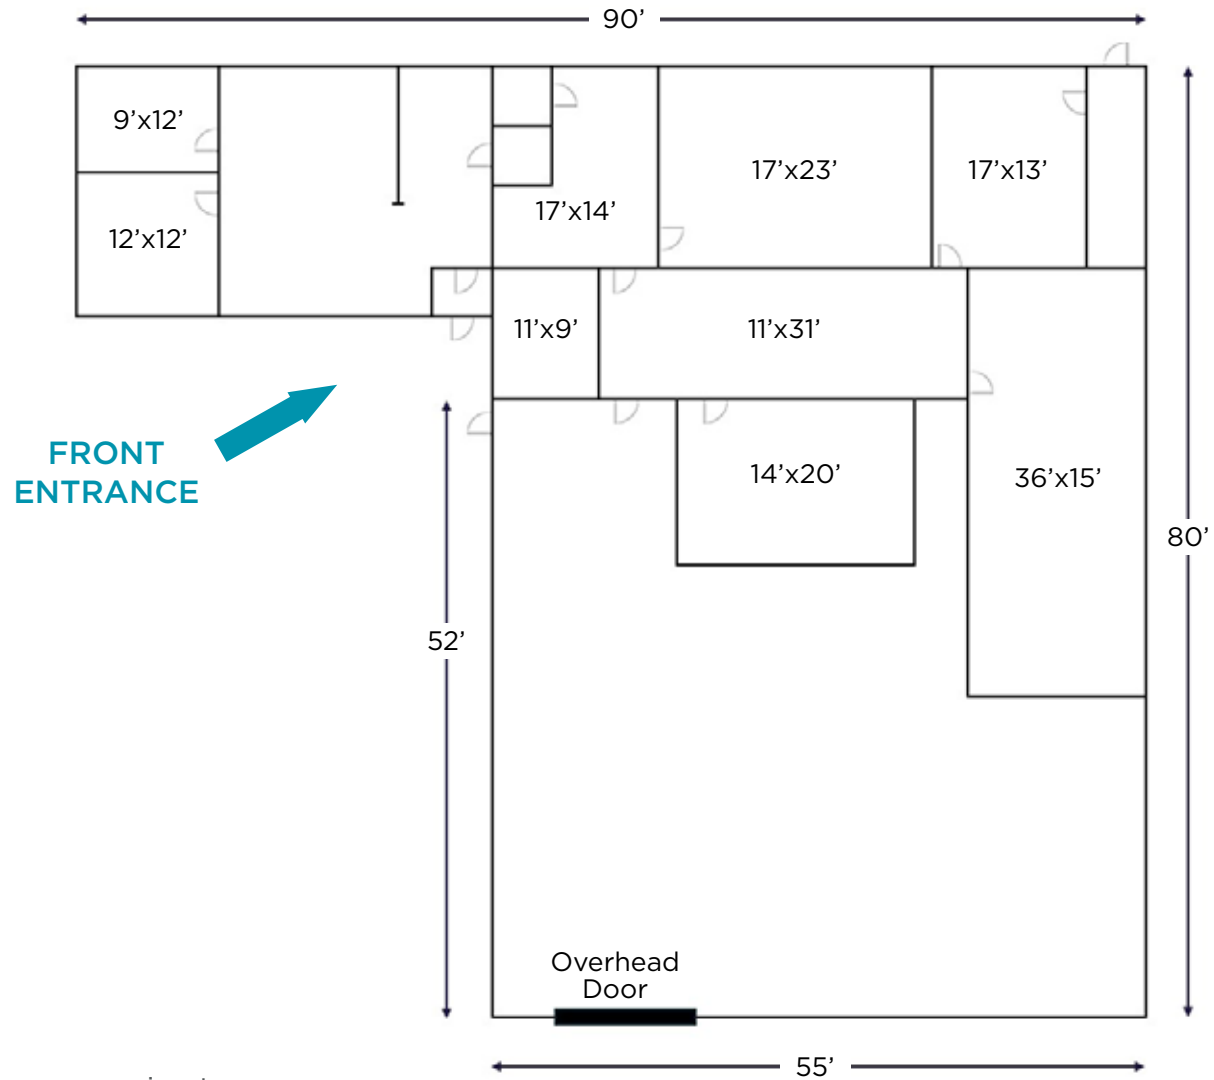 90’
9’x12’
17’x23’
17’x13’
17’x14’
12’x12’
11’x9’
11’x31’
FRONT
ENTRANCE
14’x20’
36’x15’
80’
52’
Overhead
Door
55’